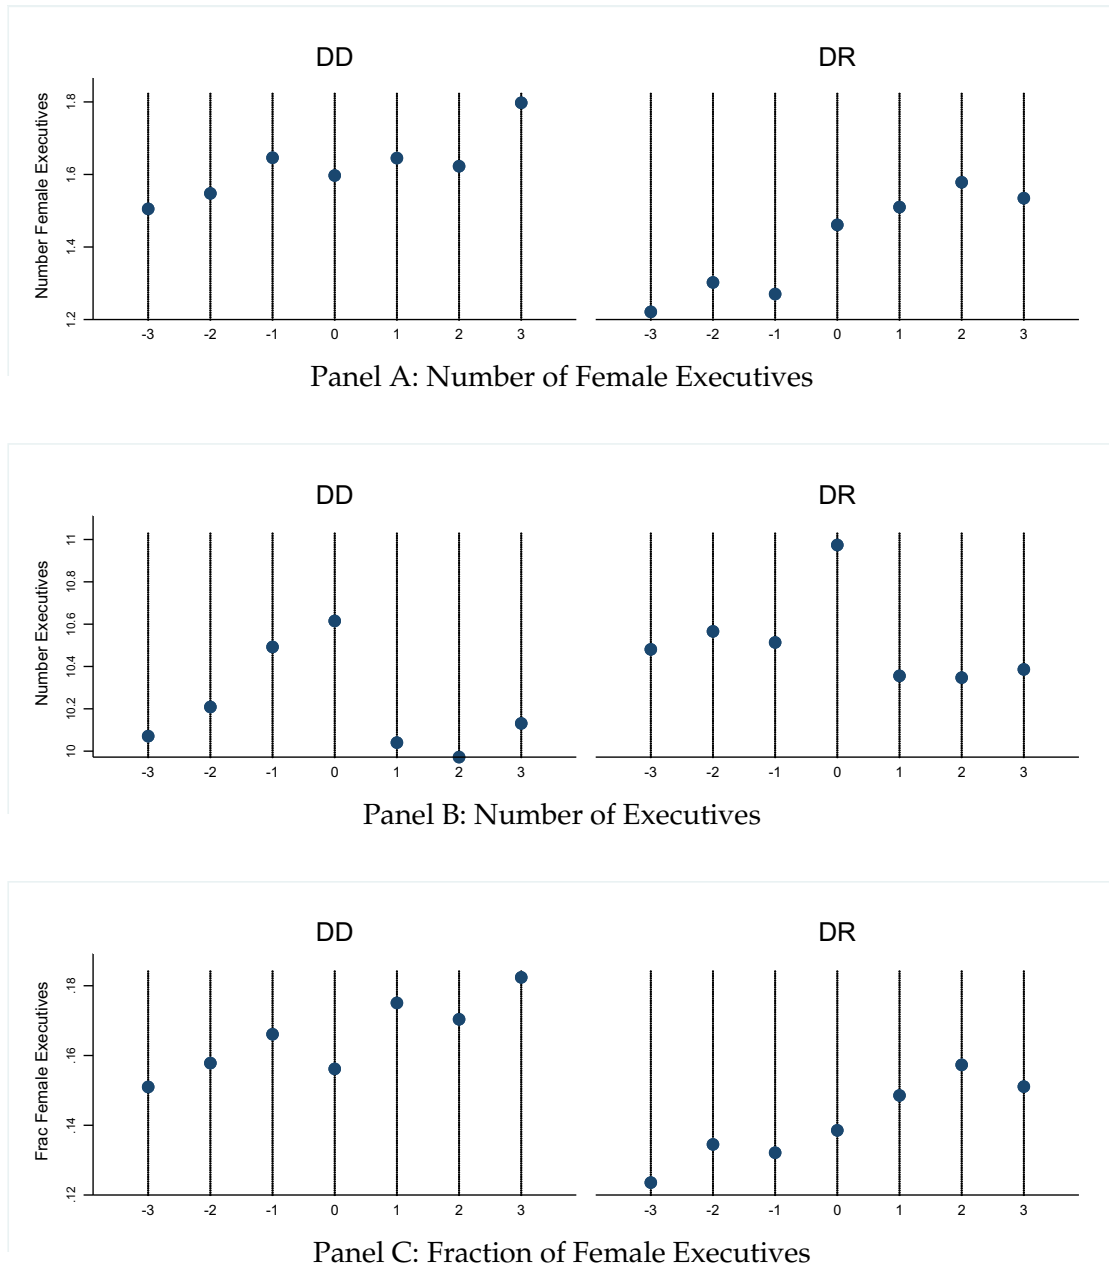 DD DR
Number Female Executives
1.8
1.6
1.4
1.2
-3 -2 -1 0 1 2 3 -3 -2 -1 0 1 2 3
Panel A: Number of Female Executives
DD DR
Number Executives
11
10.8
10.6
10.4
10.2
10
-3 -2 -1 0 1 2 3 -3 -2 -1 0 1 2 3
Panel B: Number of Executives
DD DR
Frac Female Executives
.18
.16
.14
.12
-3 -2 -1 0 1 2 3 -3 -2 -1 0 1 2 3
Panel C: Fraction of Female Executives